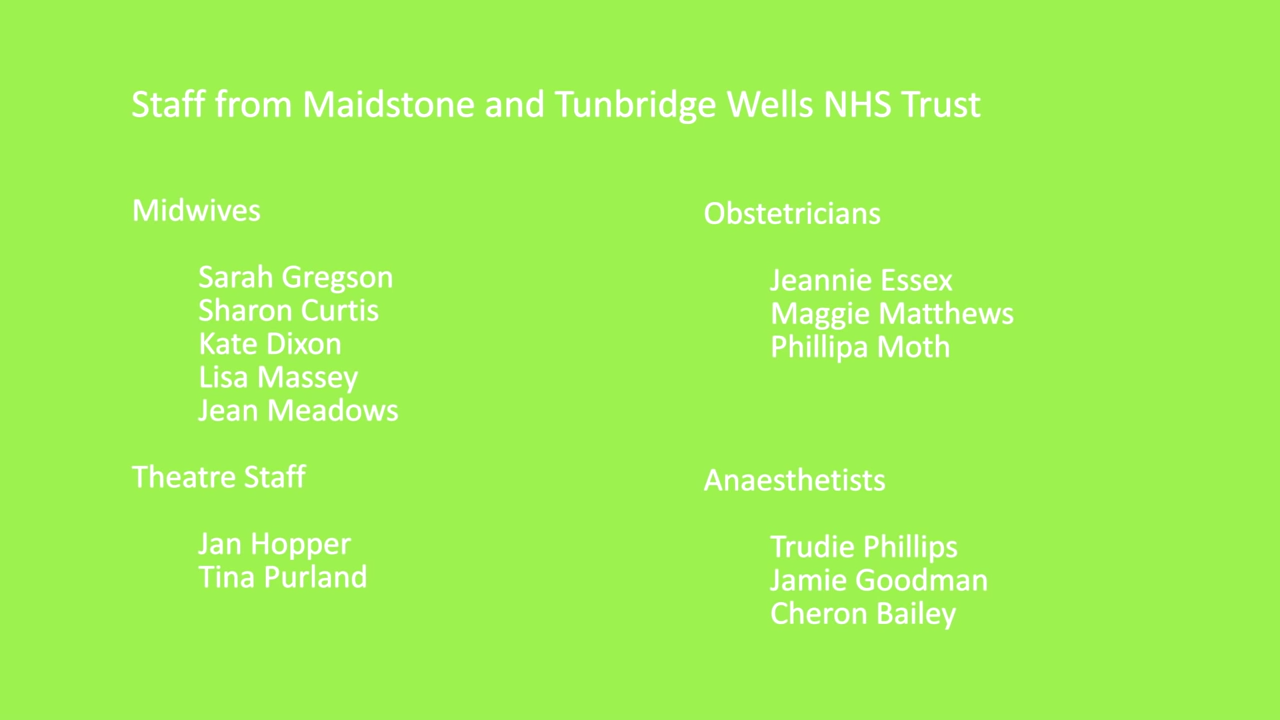 Staff from Maidstone and Tunbridge Wells NHS Trust
Midwives
Sarah Gregson
Sharon Curtis
Kate Dixon
Lisa Massey
Jean Meadows
Obstetricians
Jeannie Essex
Maggie Matthews
Phillipa Moth
Theatre Staff
Jan Hopper
Tina Purland
Anaesthetists
Trudie Phillips
Jamie Goodman
Cheron Bailey